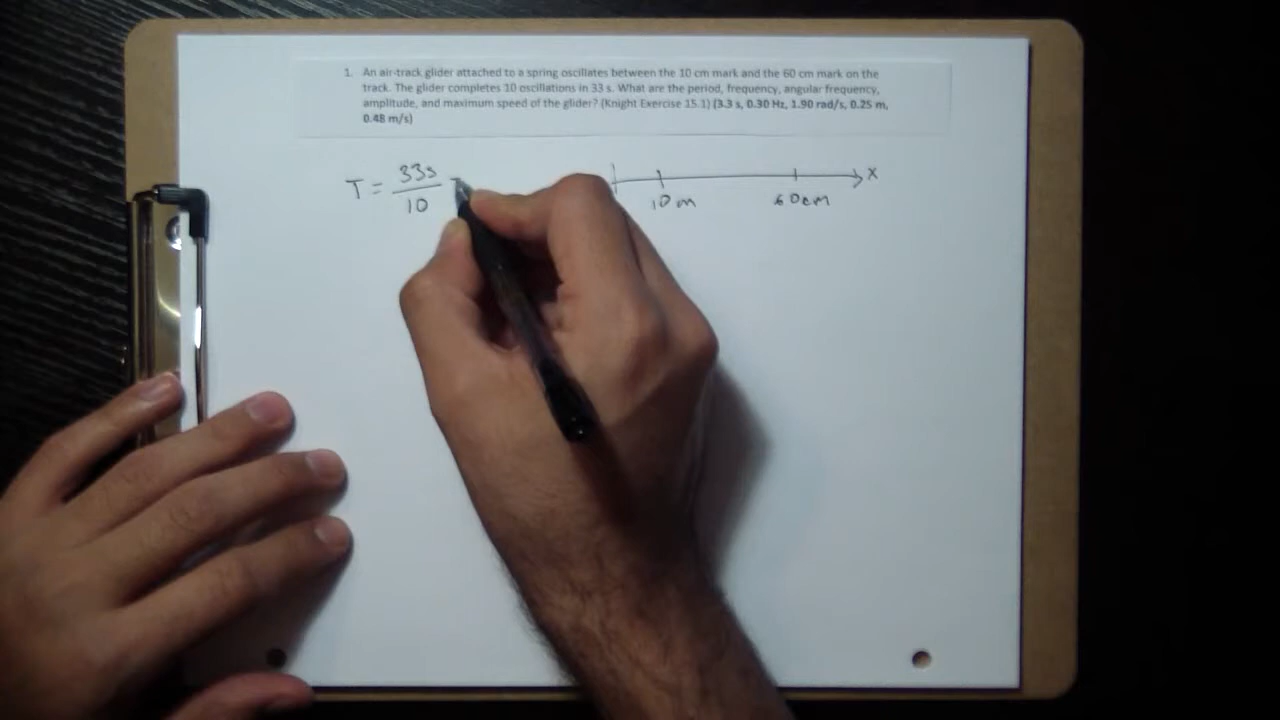 1. An air-track glider attached to a spring oscillates between the 10 cm mark and the 60 cm mark on the
track. The glider completes 10 oscillations in 33 s. What are the period, frequency, angular frequency,
amplitude, and maximum speed of the glider? (Knight Exercise 15.1) (3.3 s, 0.30 Hz, 1.90 rad/s, 0.25 m,
0.48 m/s)
T = 33s
10
x
10 m
60cm